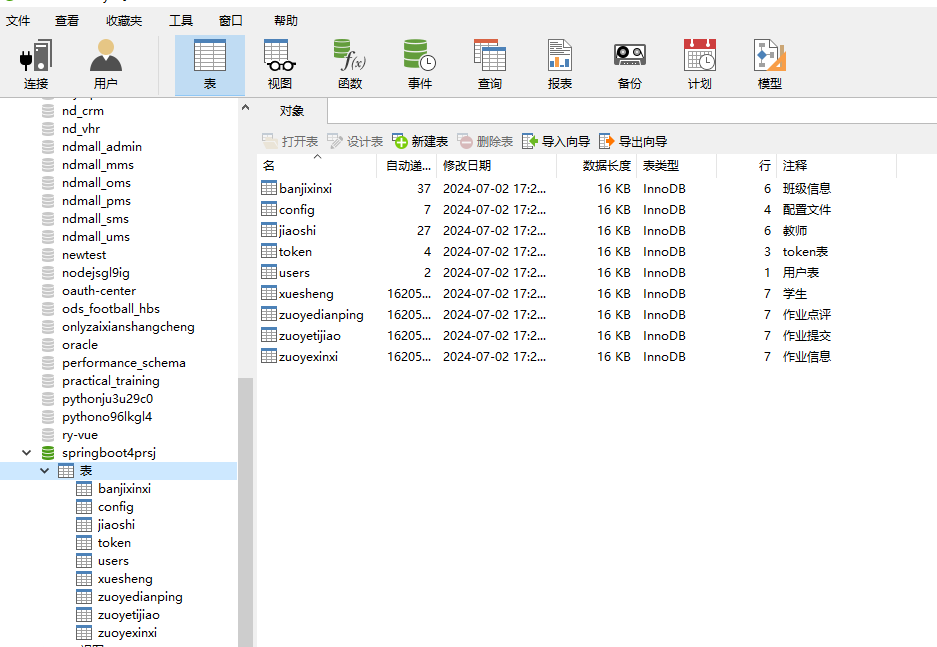 文件 查看 收藏夹 工具 窗口 帮助
连接 用户 表 视图 函数 事件 查询 报表 备份 计划 模型
f(x)
nd_crm
nd_vhr
ndmall_admin
ndmall_mms
ndmall_oms
ndmall_pms
ndmall_sms
ndmall_ums
newtest
nodejsgl9ig
oauth-center
ods_football_hbs
onlyzaixianshangcheng
oracle
performance_schema
practical_training
pythonju3u29c0
pythono96lkgl4
ry-vue
springboot4prsj
表
banjixinxi
config
jiaoshi
token
users
xuesheng
zuoyedianping
zuoyetijiao
zuoyexinxi
对象
打开表 设计表 新建表 删除表 导入向导 导出向导
名 自动递... 修改日期 数据长度 表类型 行 注释
banjixinxi 37 2024-07-02 17:2... 16 KB InnoDB 6 班级信息
config 7 2024-07-02 17:2... 16 KB InnoDB 4 配置文件
jiaoshi 27 2024-07-02 17:2... 16 KB InnoDB 6 教师
token 4 2024-07-02 17:2... 16 KB InnoDB 3 token表
users 2 2024-07-02 17:2... 16 KB InnoDB 1 用户表
xuesheng 16205... 2024-07-02 17:2... 16 KB InnoDB 7 学生
zuoyedianping 16205... 2024-07-02 17:2... 16 KB InnoDB 7 作业点评
zuoyetijiao 16205... 2024-07-02 17:2... 16 KB InnoDB 7 作业提交
zuoyexinxi 16205... 2024-07-02 17:2... 16 KB InnoDB 7 作业信息